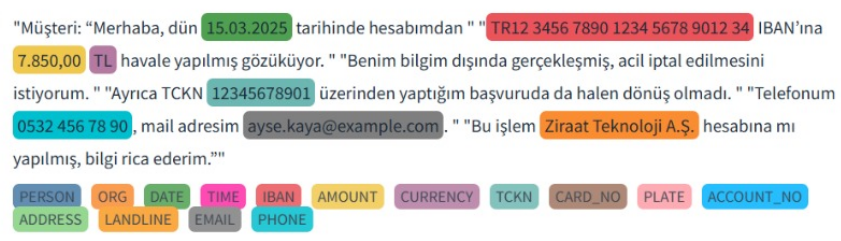 "Müşteri: “Merhaba, dün 15.03.2025 tarihinde hesabımdan " "TR12 3456 7890 1234 5678 9012 34 IBAN’ına
7.850,00 TL havale yapılmış gözüküyor. " "Benim bilgim dışında gerçekleşmiş, acil iptal edilmesini
istiyorum. " "Ayrıca TCKN 12345678901 üzerinden yaptığım başvuruda da halen dönüş olmadı. " "Telefonum
0532 456 78 90, mail adresim ayse.kaya@example.com. " "Bu işlem Ziraat Teknoloji A.Ş. hesabına mı
yapılmış, bilgi rica ederim.”"
PERSON ORG DATE TIME IBAN AMOUNT CURRENCY TCKN CARD_NO PLATE ACCOUNT_NO
ADDRESS LANDLINE EMAIL PHONE